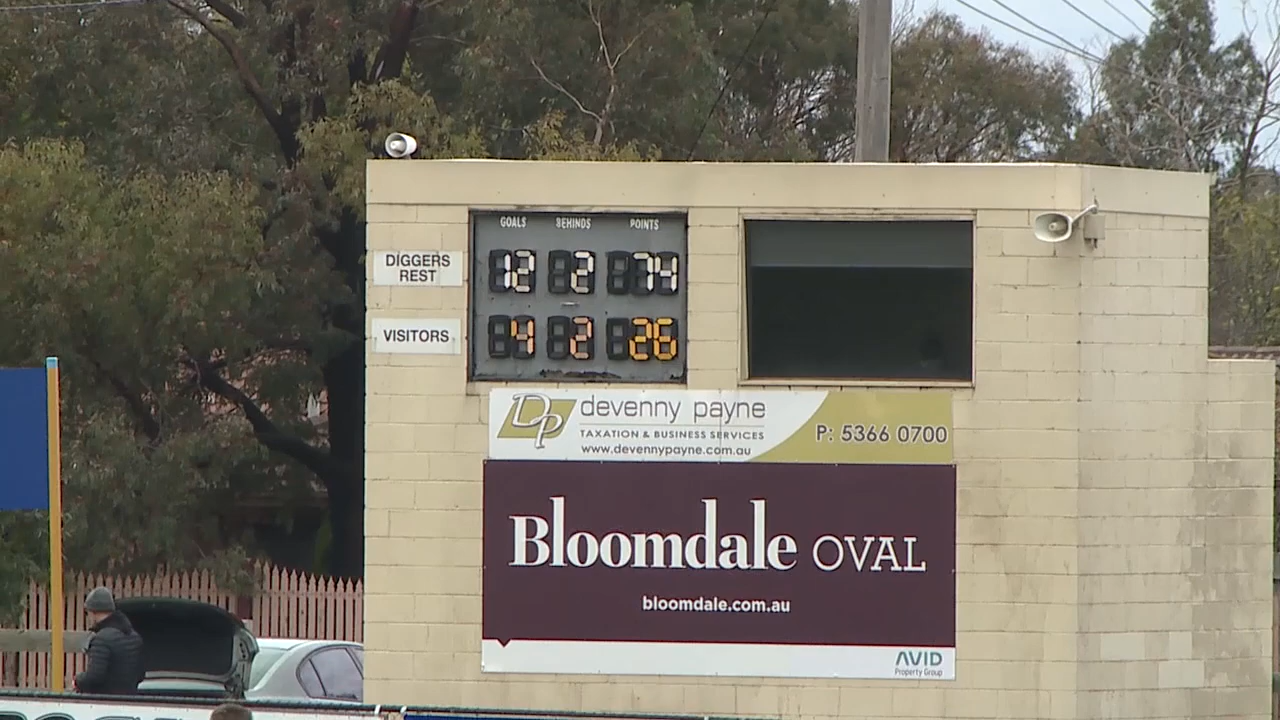 GOALS BEHINDS POINTS
DIGGERS
REST
12 2 74
VISITORS
4 2 26
DP
devenny payne
TAXATION & BUSINESS SERVICES
www.devennypayne.com.au
P: 5366 0700
Bloomdale OVAL
bloomdale.com.au
AVID
Property Group